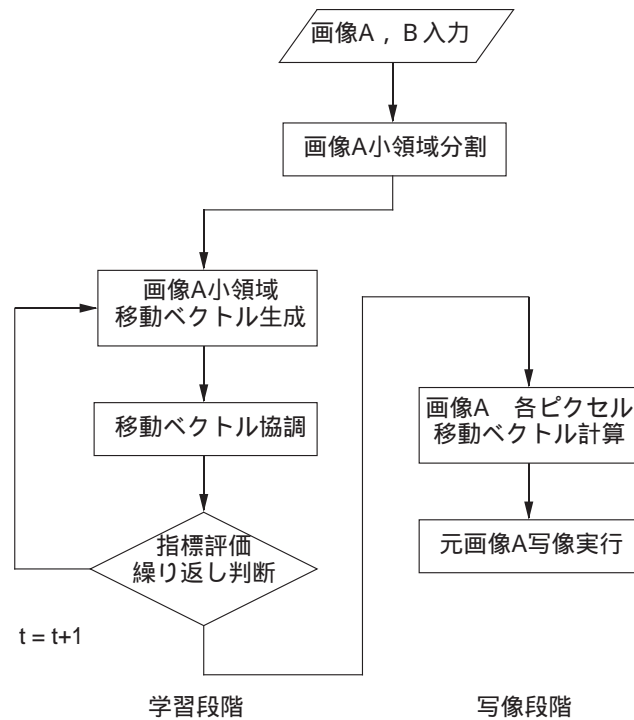 画像A , B 入力
画像A小領域分割
画像A小領域
移動ベクトル生成
移動ベクトル協調
指標評価
繰り返し判断
t = t+1
学習段階
画像A　各ピクセル
移動ベクトル計算
元画像A写像実行
写像段階